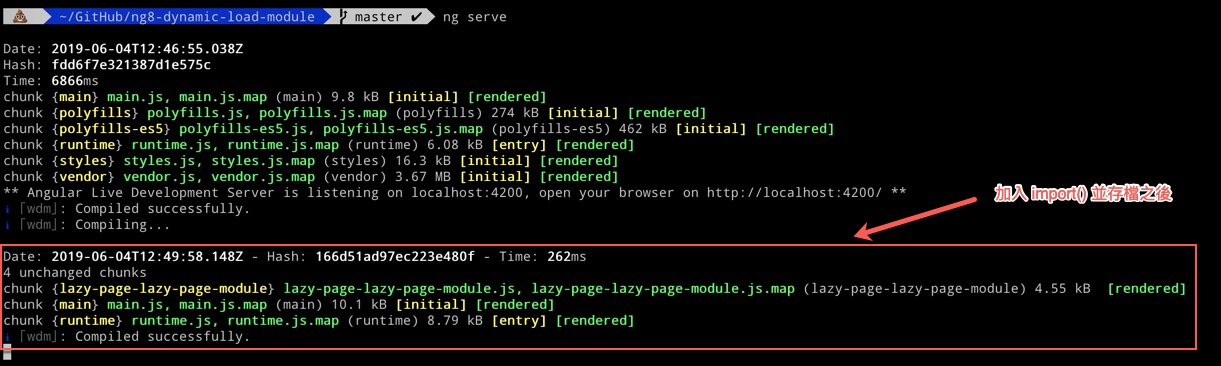 💩 ~/GitHub/ng8-dynamic-load-module master ✔ ng serve
Date: 2019-06-04T12:46:55.038Z
Hash: fdd6f7e321387d1e575c
Time: 6866ms
chunk {main} main.js, main.js.map (main) 9.8 kB [initial] [rendered]
chunk {polyfills} polyfills.js, polyfills.js.map (polyfills) 274 kB [initial] [rendered]
chunk {polyfills-es5} polyfills-es5.js, polyfills-es5.js.map (polyfills-es5) 462 kB [initial] [rendered]
chunk {runtime} runtime.js, runtime.js.map (runtime) 6.08 kB [entry] [rendered]
chunk {styles} styles.js, styles.js.map (styles) 16.3 kB [initial] [rendered]
chunk {vendor} vendor.js, vendor.js.map (vendor) 3.67 MB [initial] [rendered]
** Angular Live Development Server is listening on localhost:4200, open your browser on http://localhost:4200/ **
ℹ ｢wdm｣: Compiled successfully.
ℹ ｢wdm｣: Compiling...
加入 import() 並存檔之後
Date: 2019-06-04T12:49:58.148Z - Hash: 166d51ad97ec223e480f - Time: 262ms
4 unchanged chunks
chunk {lazy-page-lazy-page-module} lazy-page-lazy-page-module.js, lazy-page-lazy-page-module.js.map (lazy-page-lazy-page-module) 4.55 kB [rendered]
chunk {main} main.js, main.js.map (main) 10.1 kB [initial] [rendered]
chunk {runtime} runtime.js, runtime.js.map (runtime) 8.79 kB [entry] [rendered]
ℹ ｢wdm｣: Compiled successfully.